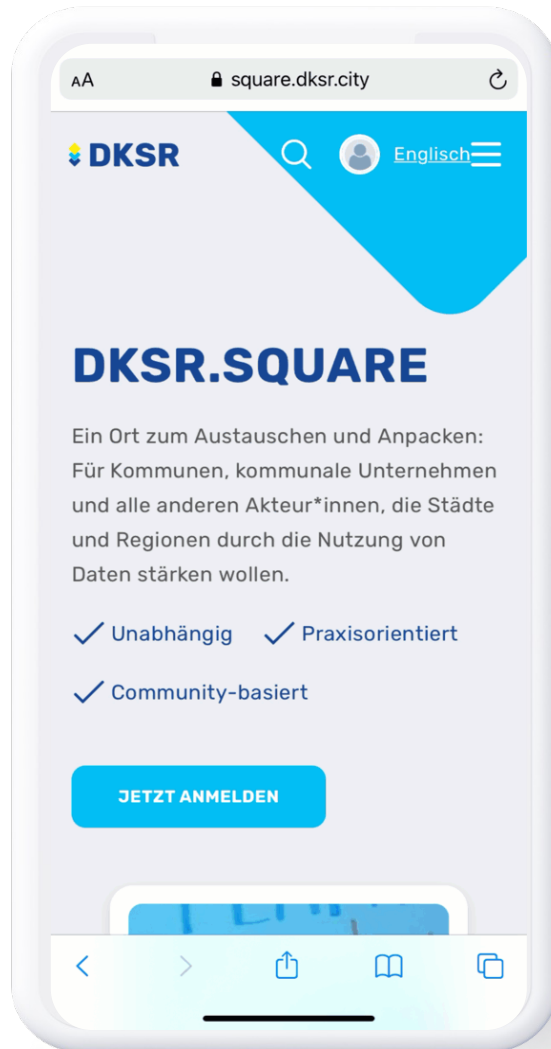 AA square.dksr.city
DKSR Englisch
DKSR.SQUARE
Ein Ort zum Austauschen und Anpacken:
Für Kommunen, kommunale Unternehmen
und alle anderen Akteur*innen, die Städte
und Regionen durch die Nutzung von
Daten stärken wollen.
Unabhängig Praxisorientiert
Community-basiert
JETZT ANMELDEN